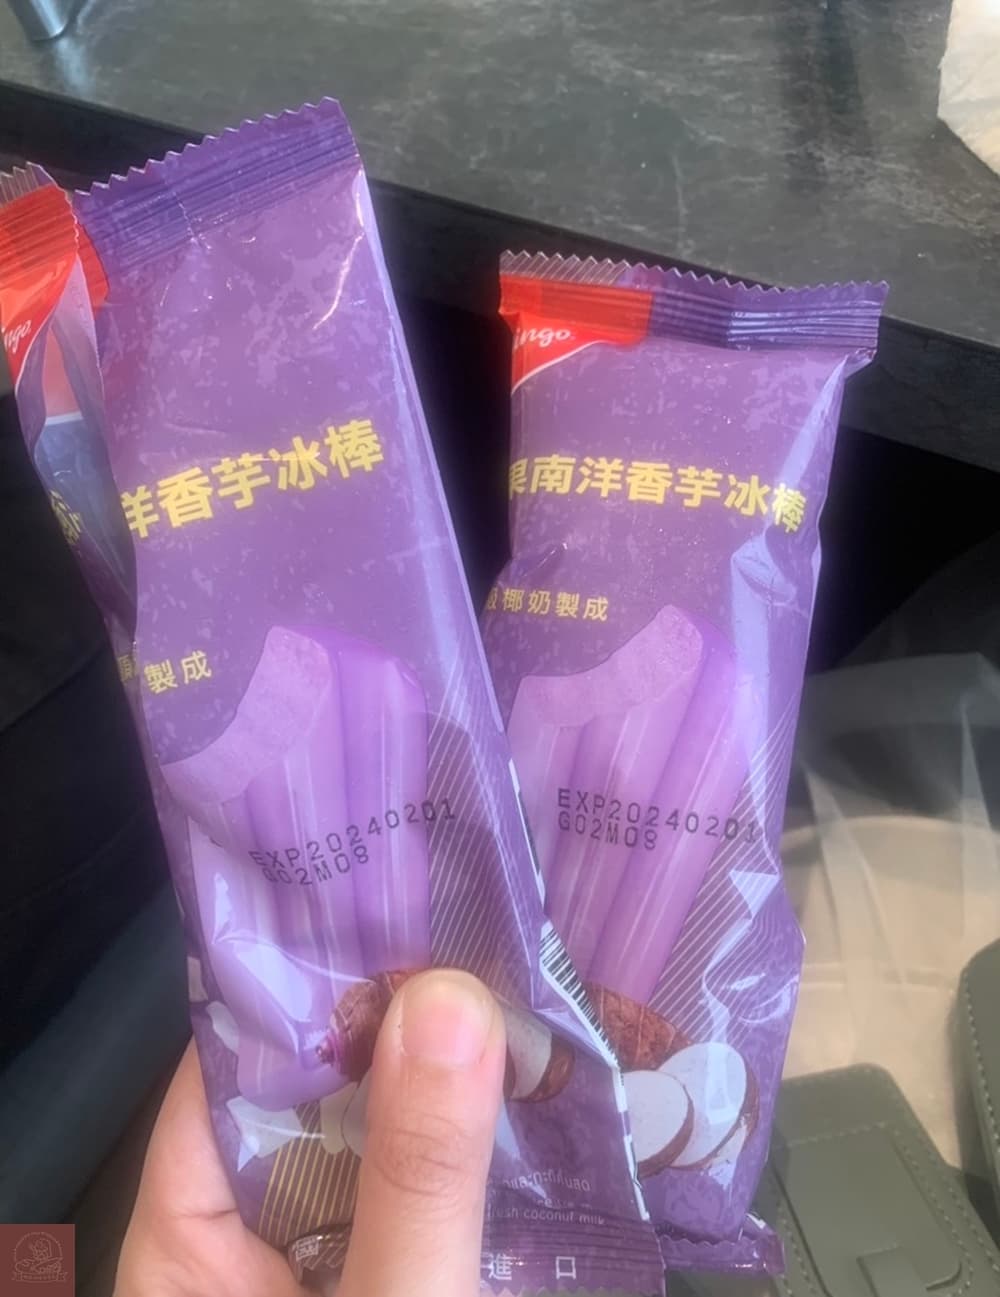 ingo
洋香芋冰棒
製成
EXP20240201
G02M08
fresh coconut milk
進口
ingo
果南洋香芋冰棒
級椰奶製成
EXP20240201
G02M08